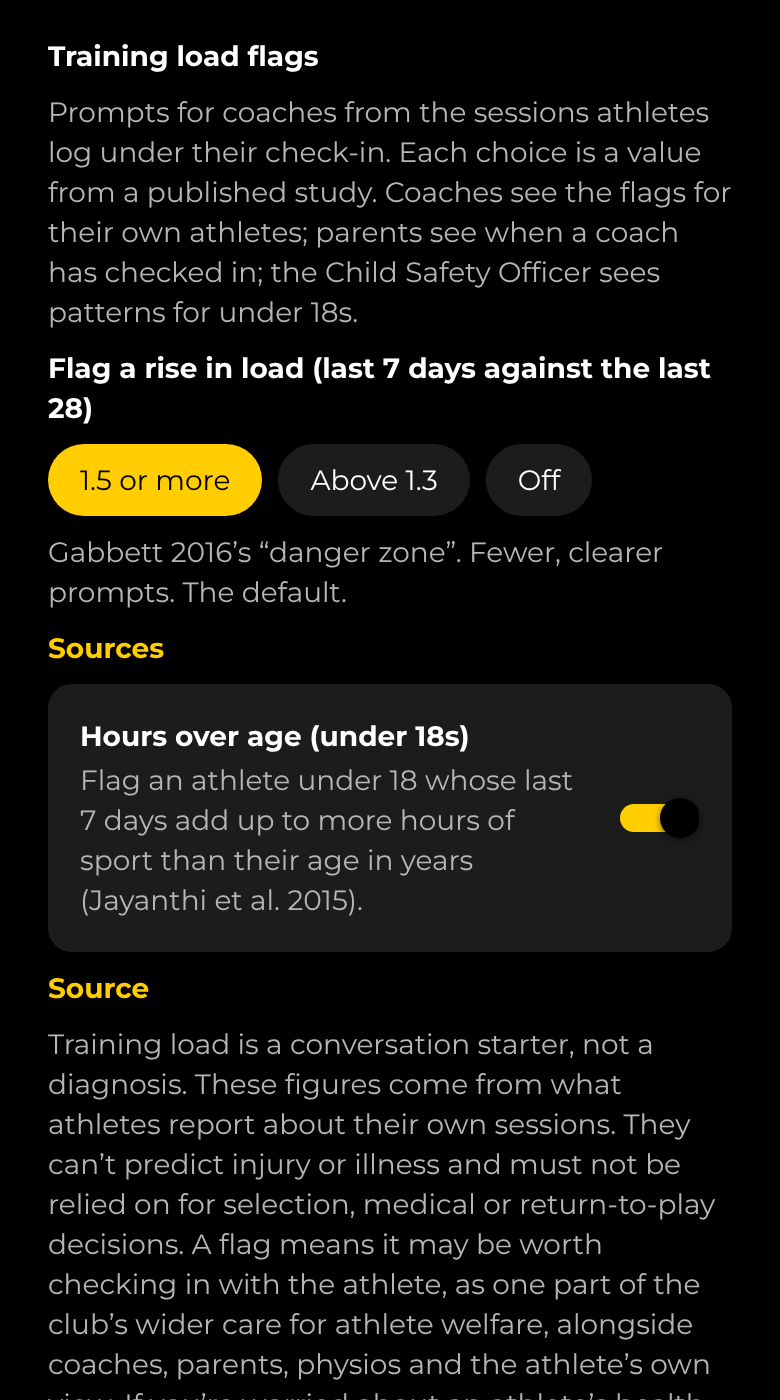 Training load flags
Prompts for coaches from the sessions athletes
log under their check-in. Each choice is a value
from a published study. Coaches see the flags for
their own athletes; parents see when a coach
has checked in; the Child Safety Officer sees
patterns for under 18s.
Flag a rise in load (last 7 days against the last
28)
1.5 or more
Above 1.3
Off
Gabbett 2016’s “danger zone”. Fewer, clearer
prompts. The default.
Sources
Hours over age (under 18s)
Flag an athlete under 18 whose last
7 days add up to more hours of
sport than their age in years
(Jayanthi et al. 2015).
Source
Training load is a conversation starter, not a
diagnosis. These figures come from what
athletes report about their own sessions. They
can’t predict injury or illness and must not be
relied on for selection, medical or return-to-play
decisions. A flag means it may be worth
checking in with the athlete, as one part of the
club’s wider care for athlete welfare, alongside
coaches, parents, physios and the athlete’s own
view. If you’re worried about an athlete’s health